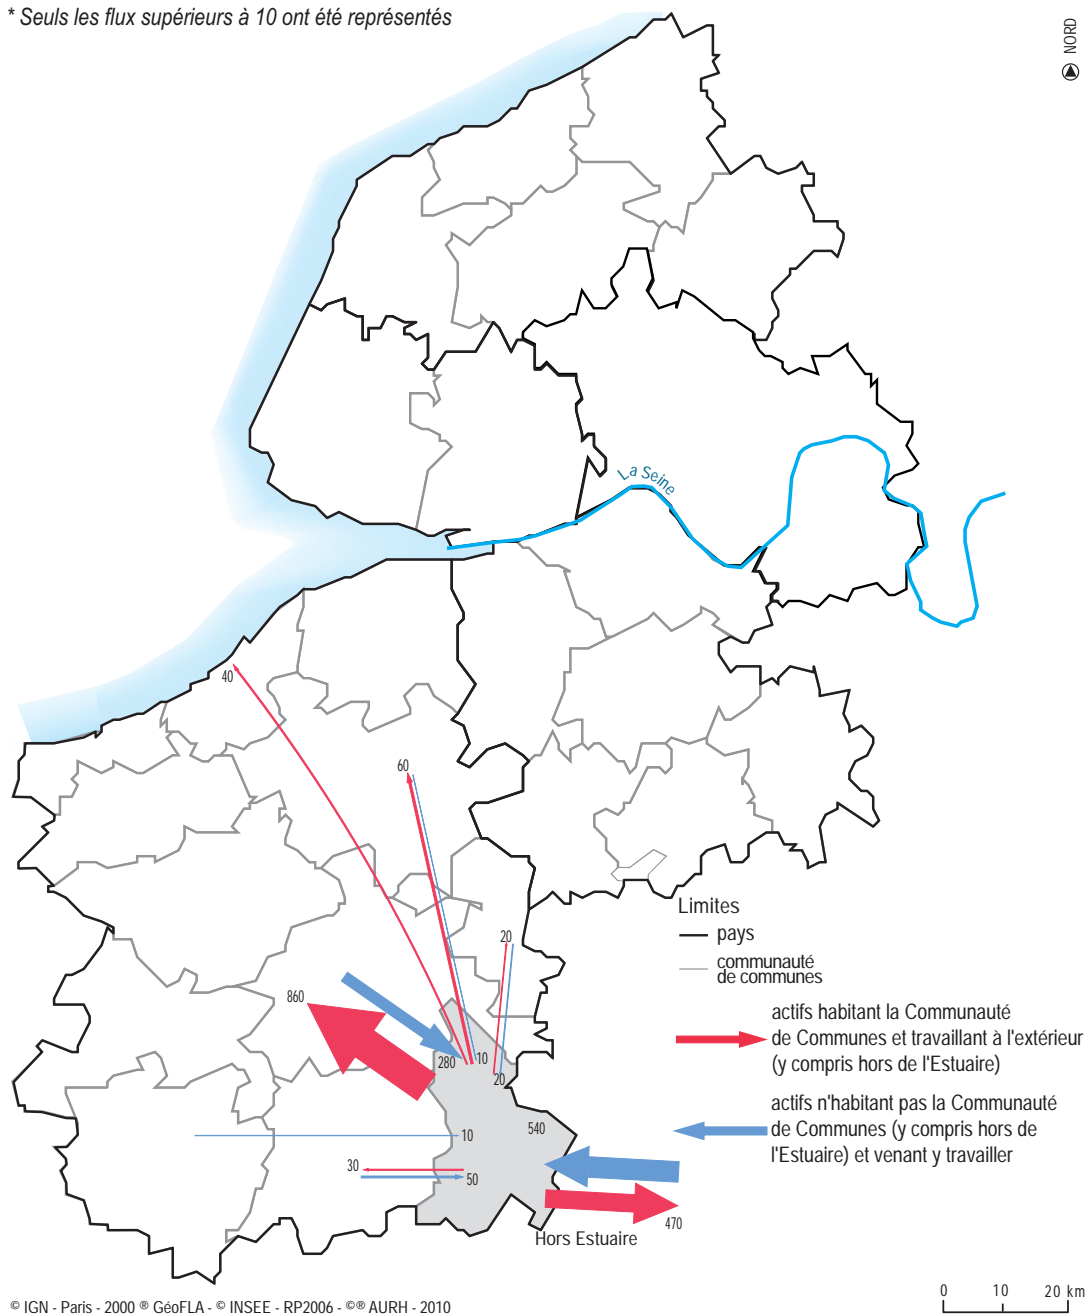 * Seuls les flux supérieurs à 10 ont été représentés
NORD
La Seine
40
60
20
860
280
10
20
540
10
30
50
470
Hors Estuaire
Limites
pays
communauté
de communes
actifs habitant la Communauté
de Communes et travaillant à l'extérieur
(y compris hors de l'Estuaire)
actifs n'habitant pas la Communauté
de Communes (y compris hors de
l'Estuaire) et venant y travailler
0 10 20 km
© IGN - Paris - 2000 ® GéoFLA - © INSEE - RP2006 - ©® AURH - 2010